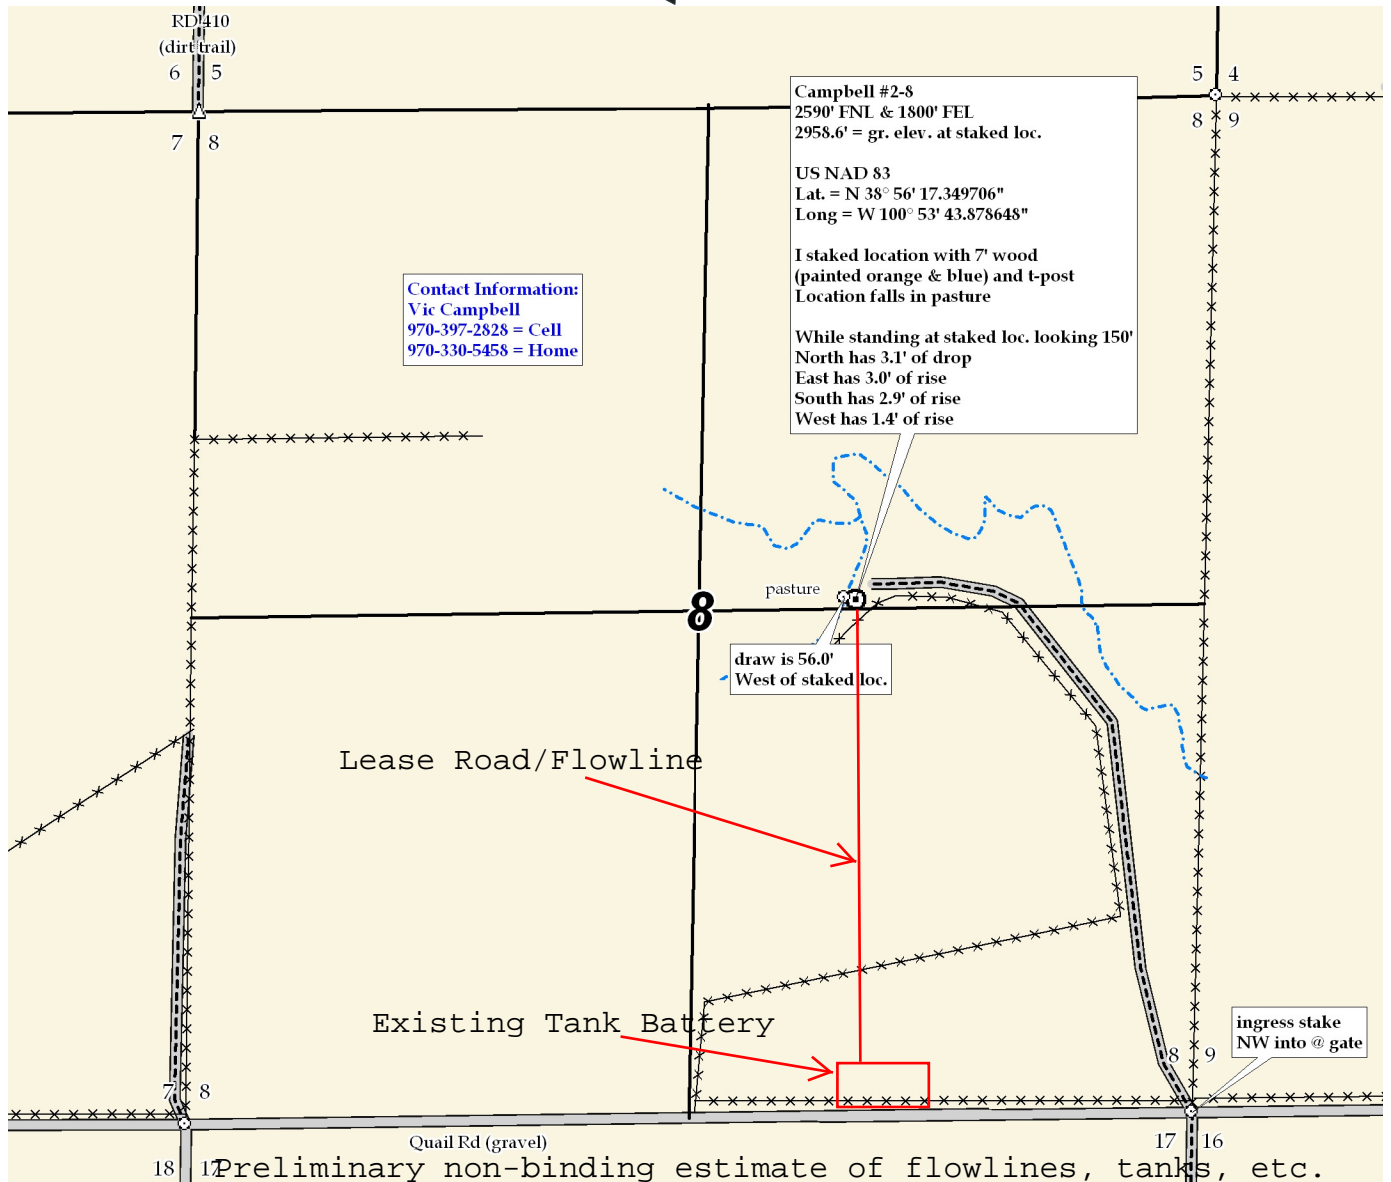 RD 410
(dirt trail)
6 5
5 4
7 8
8 9
Campbell #2-8
2590' FNL & 1800' FEL
2958.6' = gr. elev. at staked loc.
US NAD 83
Lat. = N 38° 56' 17.349706"
Long = W 100° 53' 43.878648"
I staked location with 7' wood
(painted orange & blue) and t-post
Location falls in pasture
While standing at staked loc. looking 150'
North has 3.1' of drop
East has 3.0' of rise
South has 2.9' of rise
West has 1.4' of rise
Contact Information:
Vic Campbell
970-397-2828 = Cell
970-330-5458 = Home
pasture
8
draw is 56.0'
West of staked loc.
Lease Road/Flowline
Existing Tank Battery
ingress stake
NW into @ gate
8 9
7 8
Quail Rd (gravel)
17 16
18 17
Preliminary non-binding estimate of flowlines, tanks, etc.